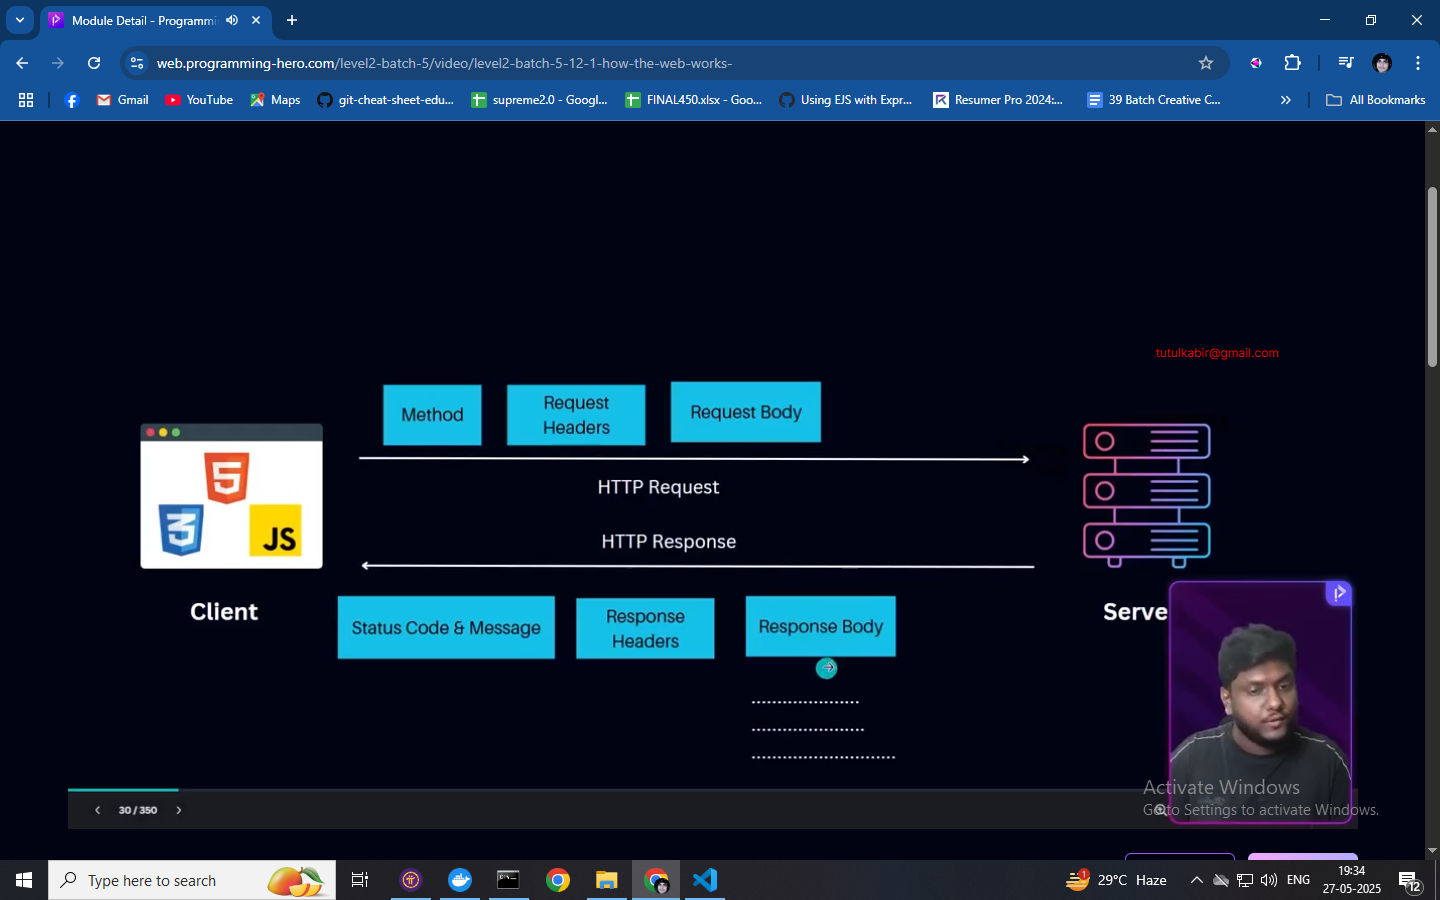 Module Detail - Programmi
web.programming-hero.com/level2-batch-5/video/level2-batch-5-12-1-how-the-web-works-
Gmail
YouTube
Maps
git-cheat-sheet-edu...
supreme2.0 - Googl...
FINAL450.xlsx - Goo...
Using EJS with Expr...
Resumer Pro 2024:...
39 Batch Creative C...
All Bookmarks
tutulkabir@gmail.com
Method
Request
Headers
Request Body
HTTP Request
HTTP Response
5
3
JS
Client
Serve
Status Code & Message
Response
Headers
Response Body
.....................
......................
............................
30 / 350
Activate Windows
Go to Settings to activate Windows.
Type here to search
1
29°C Haze
ENG
19:34
27-05-2025
12